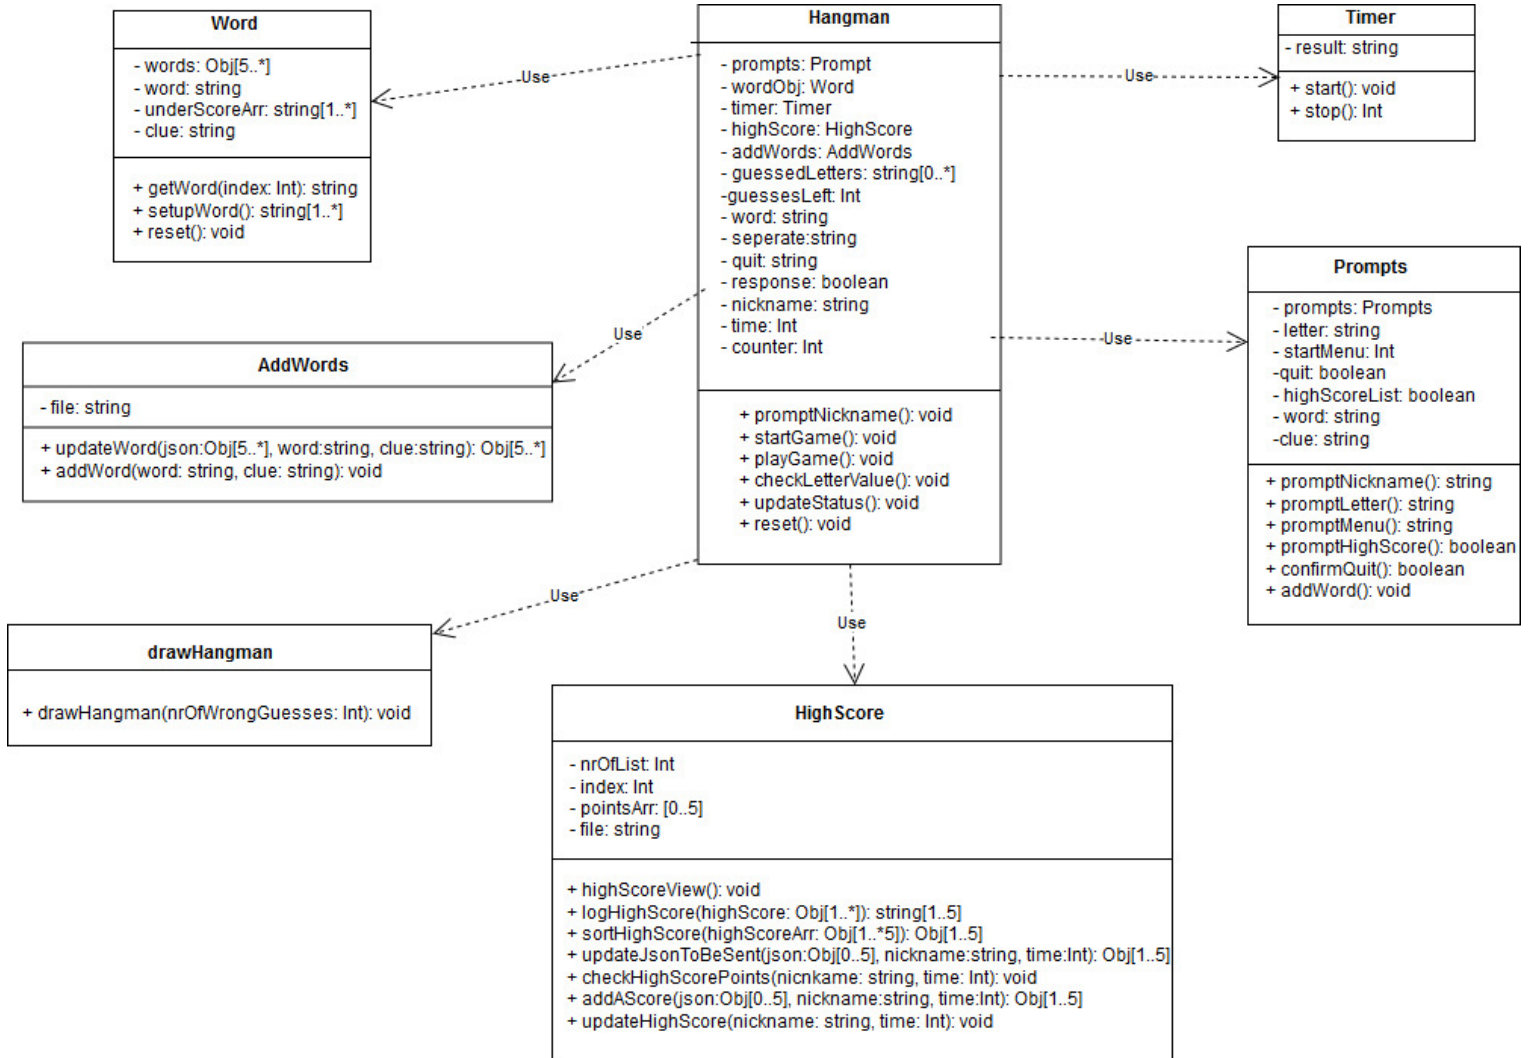 Word
- words: Obj[5..*]
- word: string
- underScoreArr: string[1..*]
- clue: string
+ getWord(index: Int): string
+ setupWord(): string[1..*]
+ reset(): void
Use
Hangman
- prompts: Prompt
- wordObj: Word
- timer: Timer
- highScore: HighScore
- addWords: AddWords
- guessedLetters: string[0..*]
-guessesLeft: Int
- word: string
- seperate:string
- quit: string
- response: boolean
- nickname: string
- time: Int
- counter: Int
+ promptNickname(): void
+ startGame(): void
+ playGame(): void
+ checkLetterValue(): void
+ updateStatus(): void
+ reset(): void
Use
Timer
- result: string
+ start(): void
+ stop(): Int
Use
Prompts
- prompts: Prompts
- letter: string
- startMenu: Int
-quit: boolean
- highScoreList: boolean
- word: string
-clue: string
+ promptNickname(): string
+ promptLetter(): string
+ promptMenu(): string
+ promptHighScore(): boolean
+ confirmQuit(): boolean
+ addWord(): void
Use
AddWords
- file: string
+ updateWord(json:Obj[5..*], word:string, clue:string): Obj[5..*]
+ addWord(word: string, clue: string): void
Use
drawHangman
+ drawHangman(nrOfWrongGuesses: Int): void
Use
HighScore
- nrOfList: Int
- index: Int
- pointsArr: [0..5]
- file: string
+ highScoreView(): void
+ logHighScore(highScore: Obj[1..*]): string[1..5]
+ sortHighScore(highScoreArr: Obj[1..*5]): Obj[1..5]
+ updateJsonToBeSent(json:Obj[0..5], nickname:string, time:Int): Obj[1..5]
+ checkHighScorePoints(nicnkame: string, time: Int): void
+ addAScore(json:Obj[0..5], nickname:string, time:Int): Obj[1..5]
+ updateHighScore(nickname: string, time: Int): void